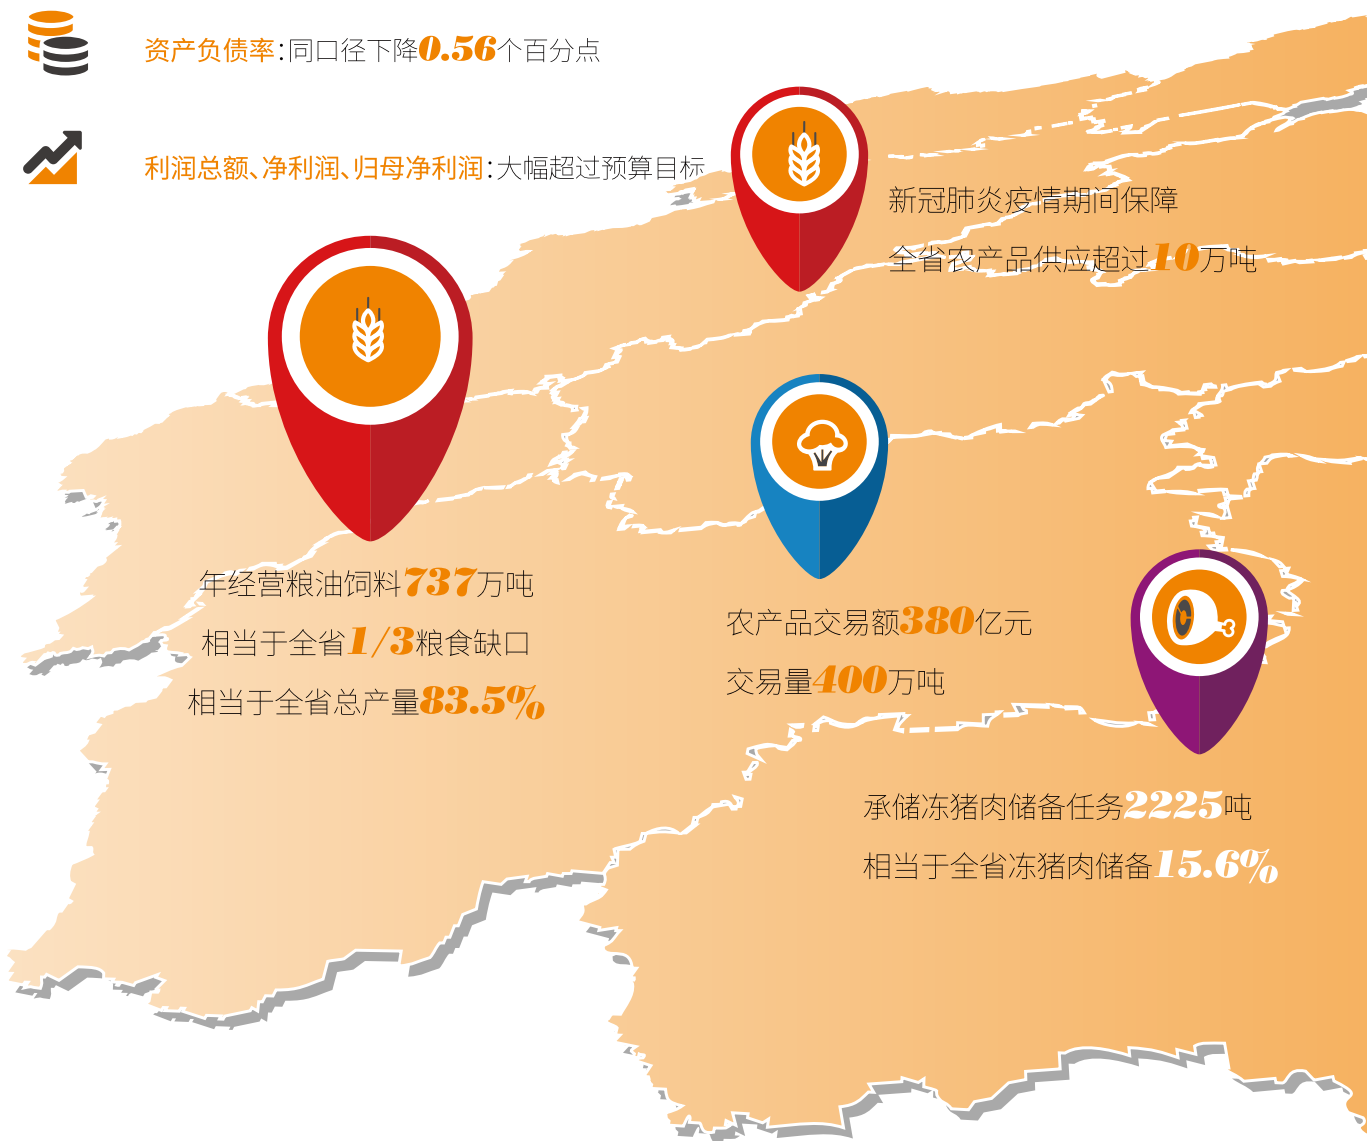 资产负债率：同口径下降0.56个百分点
利润总额、净利润、归母净利润：大幅超过预算目标
新冠肺炎疫情期间保障
全省农产品供应超过10万吨
年经营粮油饲料737万吨
相当于全省1/3粮食缺口
相当于全省总产量83.5%
农产品交易额380亿元
交易量400万吨
承储冻猪肉储备任务2225吨
相当于全省冻猪肉储备15.6%